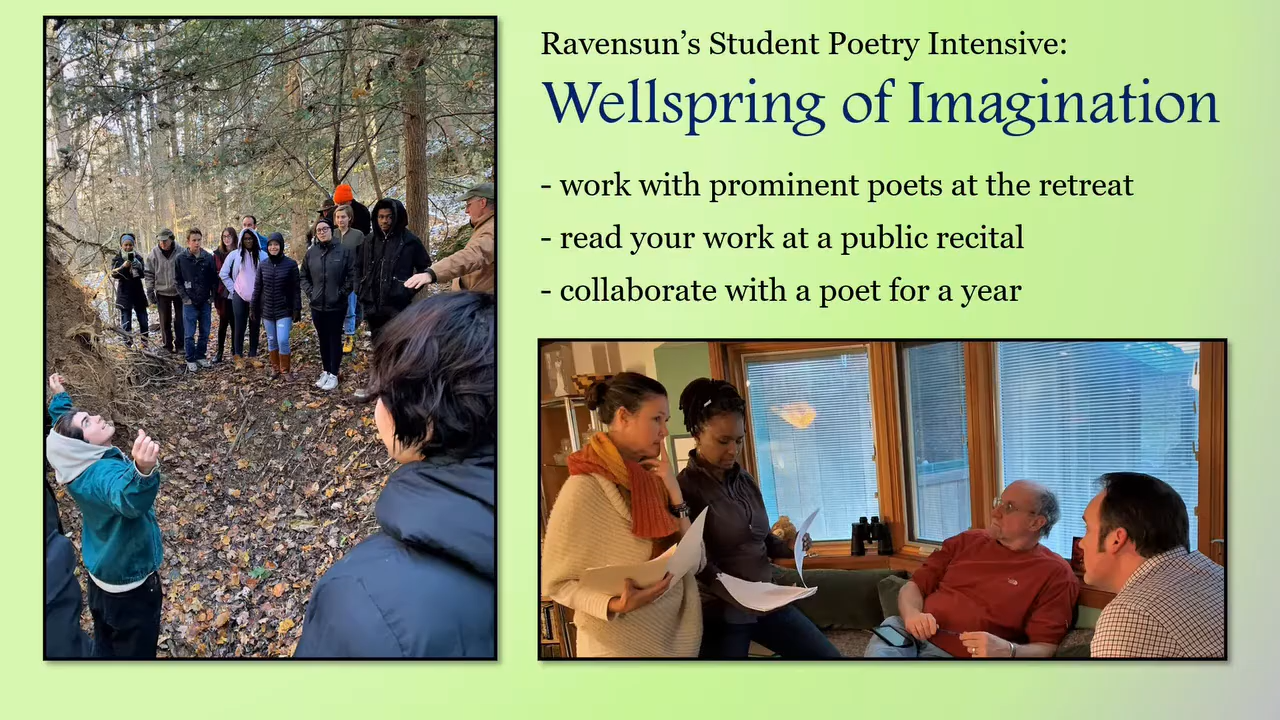 Ravensun’s Student Poetry Intensive:
Wellspring of Imagination
- work with prominent poets at the retreat
- read your work at a public recital
- collaborate with a poet for a year